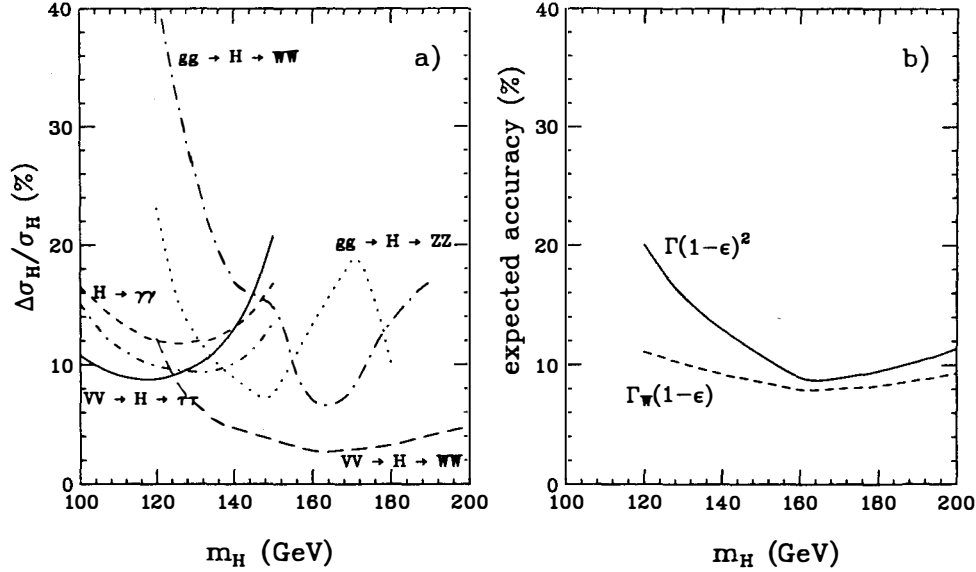 40
30
20
10
0
100 120 140 160 180 200
Δσ_H/σ_H (%)
m_H (GeV)
a)
gg → H → WW
gg → H → ZZ
H → γγ
VV → H → ττ
VV → H → WW
40
30
20
10
0
100 120 140 160 180 200
expected accuracy (%)
m_H (GeV)
b)
Γ(1-ϵ)²
Γ_W(1-ϵ)